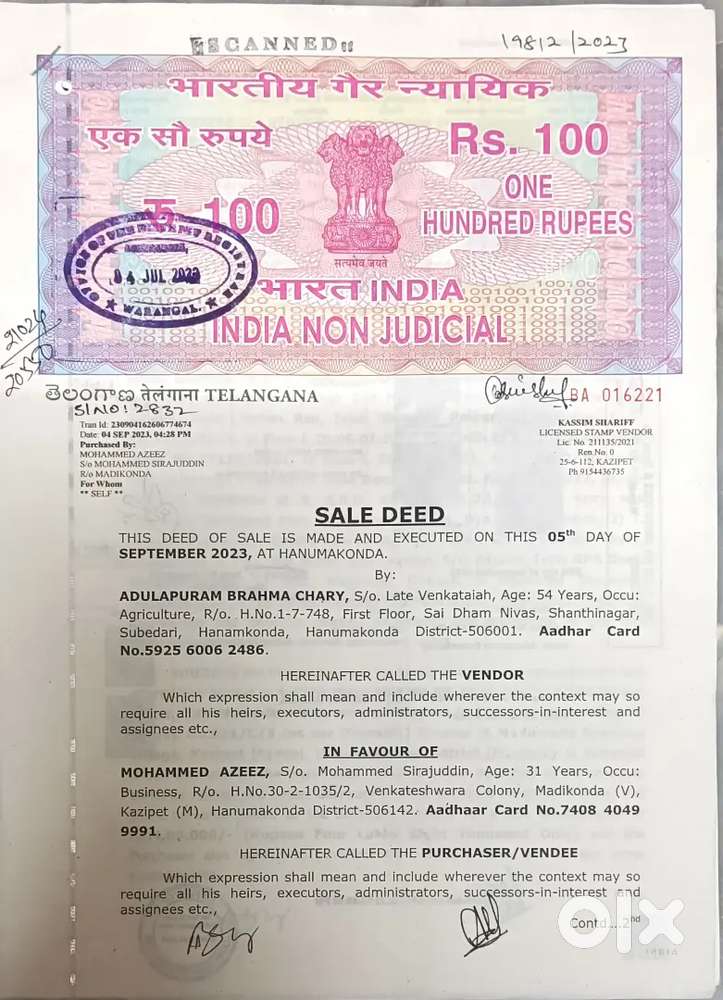 SCANNED
19812/2023
भारतीय गैर न्यायिक
एक सौ रुपये
Rs. 100
रु. 100
ONE
HUNDRED RUPEES
सत्यमेव जयते
04 JUL 2023
WARANGAL.
भारत INDIA
INDIA NON JUDICIAL
తెలంగాణ तेलंगाना TELANGANA
BA 016221
Sl No: 2832
Tran Id: 230904162606774674
Date: 04 SEP 2023, 04:28 PM
Purchased By:
MOHAMMED AZEEZ
S/o MOHAMMED SIRAJUDDIN
R/o MADIKONDA
For Whom
** SELF **
KASSIM SHARIFF
LICENSED STAMP VENDOR
Lic. No. 211135/2021
Ren.No. 0
25-6-112, KAZIPET
Ph 9154436735
SALE DEED
THIS DEED OF SALE IS MADE AND EXECUTED ON THIS 05th DAY OF
SEPTEMBER 2023, AT HANUMAKONDA.
By:
ADULAPURAM BRAHMA CHARY, S/o. Late Venkataiah, Age: 54 Years, Occu:
Agriculture, R/o. H.No.1-7-748, First Floor, Sai Dham Nivas, Shanthinagar,
Subedari, Hanamkonda, Hanumakonda District-506001. Aadhar Card
No.5925 6006 2486.
HEREINAFTER CALLED THE VENDOR
Which expression shall mean and include wherever the context may so
require all his heirs, executors, administrators, successors-in-interest and
assignees etc.,
IN FAVOUR OF
MOHAMMED AZEEZ, S/o. Mohammed Sirajuddin, Age: 31 Years, Occu:
Business, R/o. H.No.30-2-1035/2, Venkateshwara Colony, Madikonda (V),
Kazipet (M), Hanumakonda District-506142. Aadhaar Card No.7408 4049
9991.
HEREINAFTER CALLED THE PURCHASER/VENDEE
Which expression shall mean and include wherever the context may so
require all his heirs, executors, administrators, successors-in-interest and
assignees etc.,
Contd...2nd
olx
INDIA